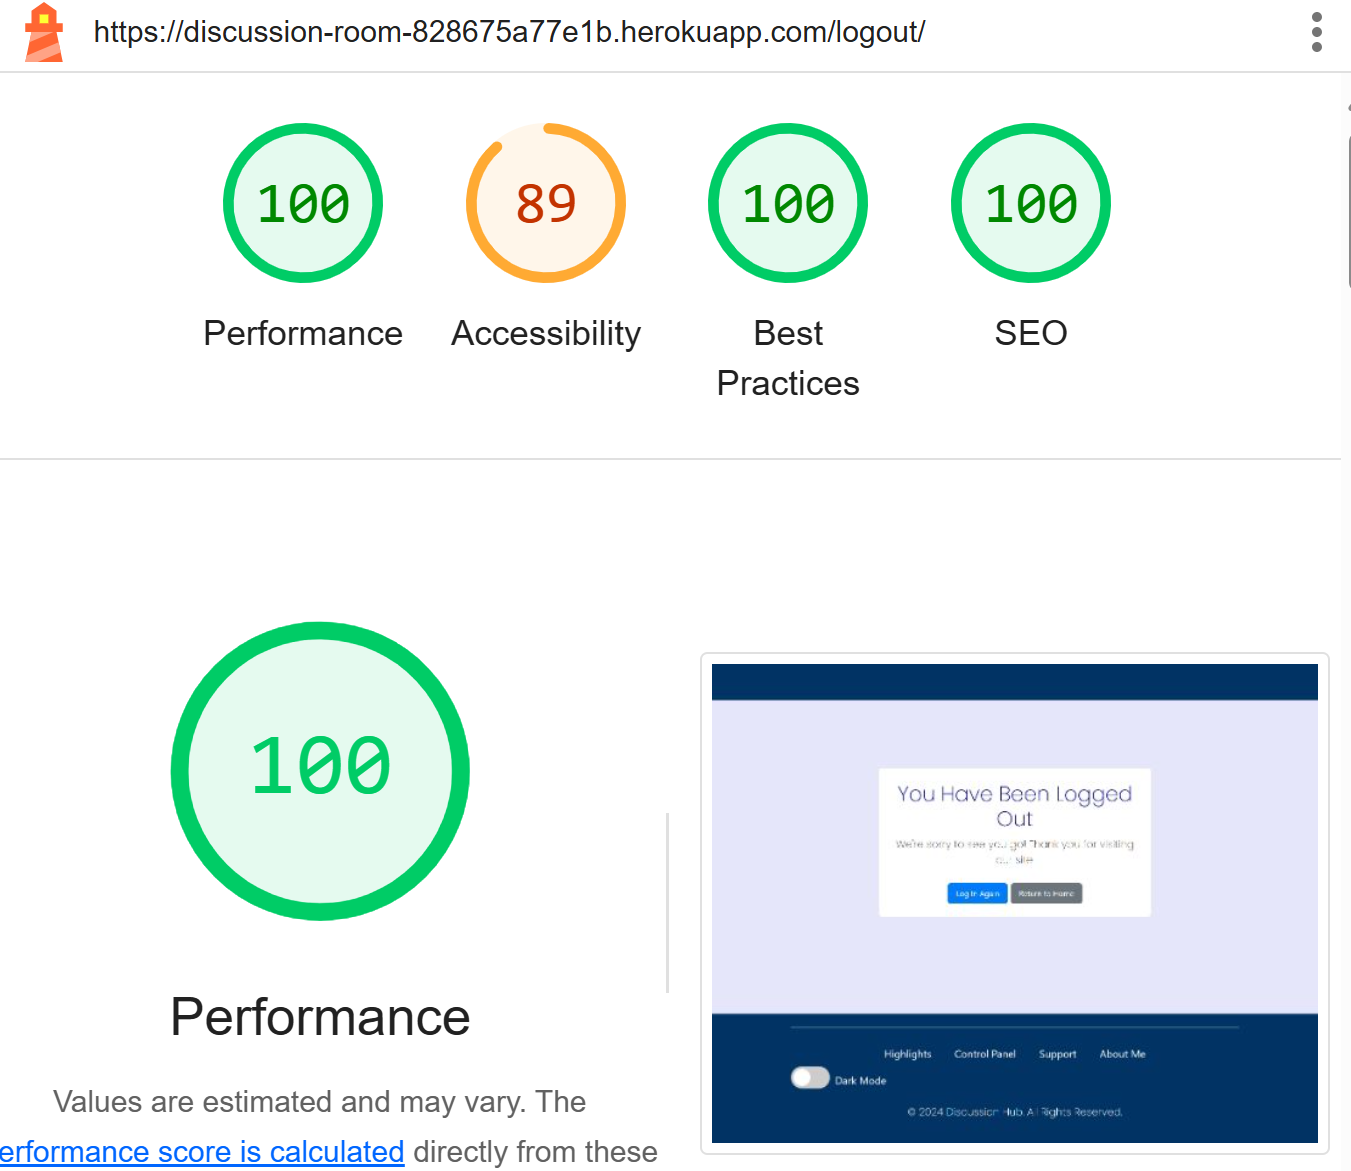 https://discussion-room-828675a77e1b.herokuapp.com/logout/
100
89
100
100
Performance
Accessibility
Best
Practices
SEO
100
Performance
Values are estimated and may vary. The
erformance score is calculated directly from these
You Have Been Logged
Out
We're sorry to see you go! Thank you for visiting
our site
Log In Again
Return to Home
Highlights
Control Panel
Support
About Me
Dark Mode
© 2024 Discussion Hub. All Rights Reserved.